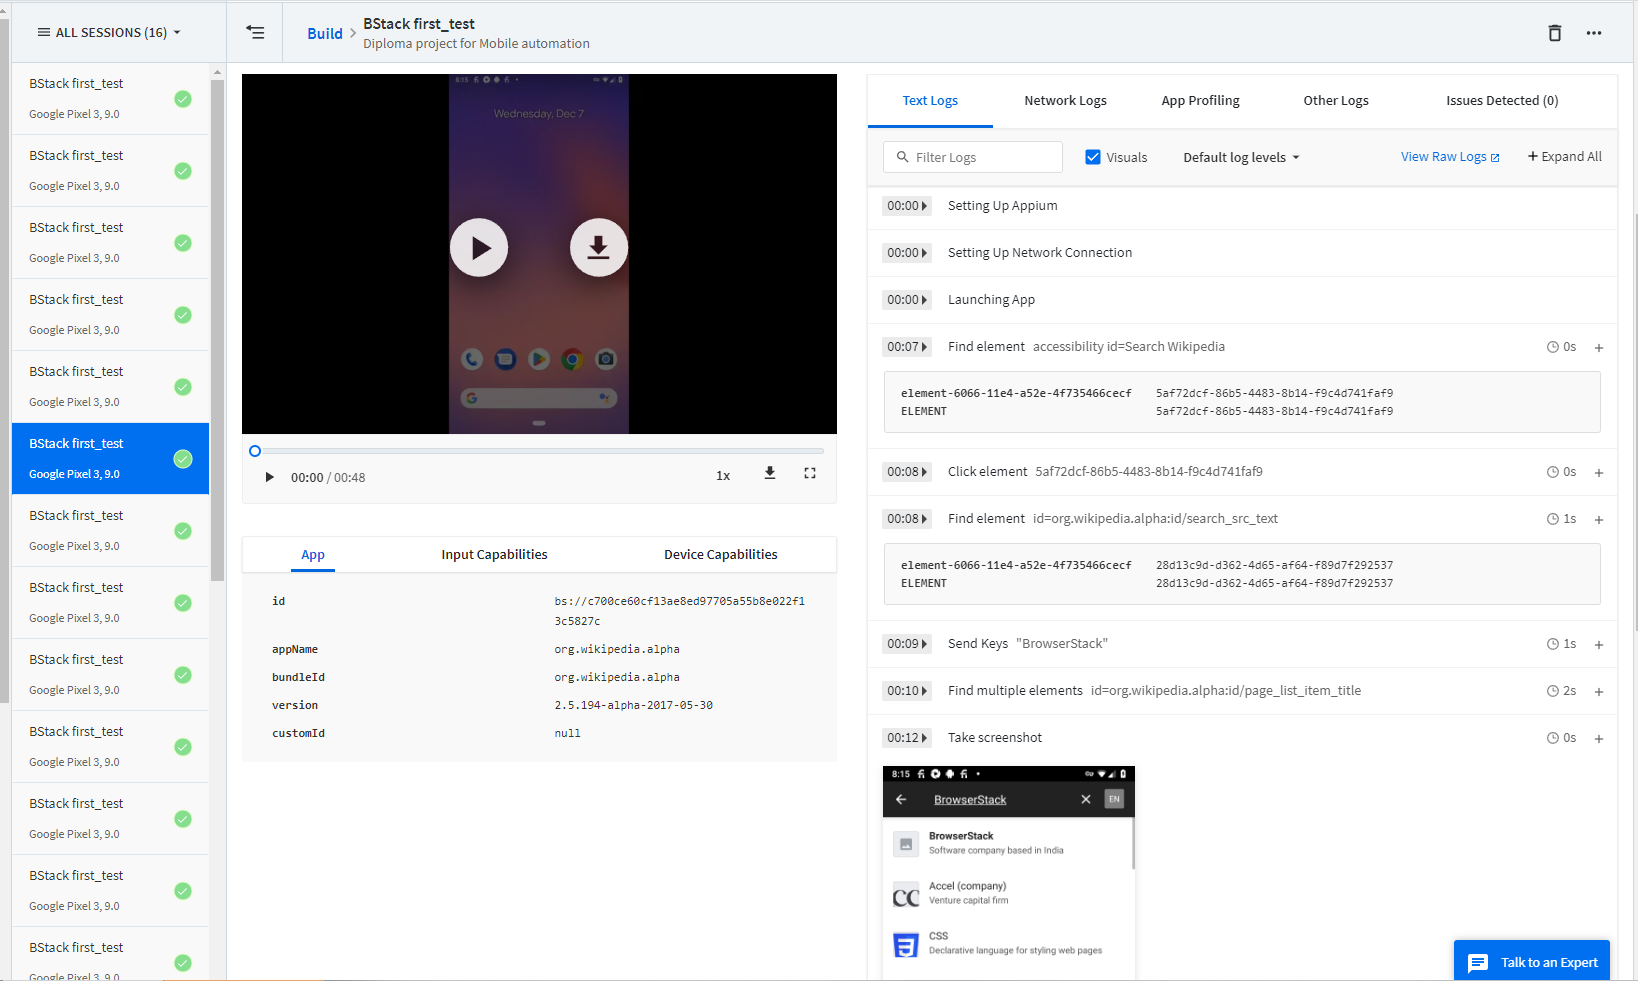 ALL SESSIONS (16)
Build
BStack first_test
Diploma project for Mobile automation
BStack first_test
Google Pixel 3, 9.0
BStack first_test
Google Pixel 3, 9.0
BStack first_test
Google Pixel 3, 9.0
BStack first_test
Google Pixel 3, 9.0
BStack first_test
Google Pixel 3, 9.0
BStack first_test
Google Pixel 3, 9.0
BStack first_test
Google Pixel 3, 9.0
BStack first_test
Google Pixel 3, 9.0
BStack first_test
Google Pixel 3, 9.0
BStack first_test
Google Pixel 3, 9.0
BStack first_test
Google Pixel 3, 9.0
BStack first_test
Google Pixel 3, 9.0
BStack first_test
Google Pixel 3, 9.0
8:15
Wednesday, Dec 7
00:00 / 00:48
1x
App
Input Capabilities
Device Capabilities
id
bs://c700ce60cf13ae8ed97705a55b8e022f1
3c5827c
appName
org.wikipedia.alpha
bundleId
org.wikipedia.alpha
version
2.5.194-alpha-2017-05-30
customId
null
Text Logs
Network Logs
App Profiling
Other Logs
Issues Detected (0)
Filter Logs
Visuals
Default log levels
View Raw Logs
+ Expand All
00:00 Setting Up Appium
00:00 Setting Up Network Connection
00:00 Launching App
00:07 Find element accessibility id=Search Wikipedia 0s +
element-6066-11e4-a52e-4f735466cecf 5af72dcf-86b5-4483-8b14-f9c4d741faf9
ELEMENT 5af72dcf-86b5-4483-8b14-f9c4d741faf9
00:08 Click element 5af72dcf-86b5-4483-8b14-f9c4d741faf9 0s +
00:08 Find element id=org.wikipedia.alpha:id/search_src_text 1s +
element-6066-11e4-a52e-4f735466cecf 28d13c9d-d362-4d65-af64-f89d7f292537
ELEMENT 28d13c9d-d362-4d65-af64-f89d7f292537
00:09 Send Keys "BrowserStack" 1s +
00:10 Find multiple elements id=org.wikipedia.alpha:id/page_list_item_title 2s +
00:12 Take screenshot 0s +
8:15
BrowserStack
EN
BrowserStack
Software company based in India
CC
Accel (company)
Venture capital firm
CSS
Declarative language for styling web pages
Talk to an Expert